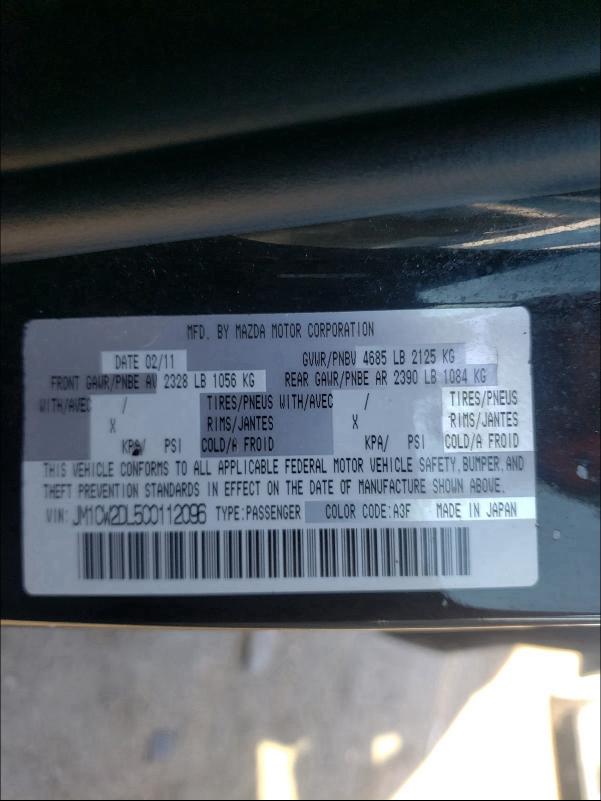 MFD. BY MAZDA MOTOR CORPORATION
DATE 02/11 GVWR/PNBV 4685 LB 2125 KG
FRONT GAWR/PNBE AV 2328 LB 1056 KG REAR GAWR/PNBE AR 2390 LB 1084 KG
WITH/AVEC / TIRES/PNEUS WITH/AVEC / TIRES/PNEUS
X RIMS/JANTES X RIMS/JANTES
KPA/ PSI COLD/A FROID KPA/ PSI COLD/A FROID
THIS VEHICLE CONFORMS TO ALL APPLICABLE FEDERAL MOTOR VEHICLE SAFETY,BUMPER,AND
THEFT PREVENTION STANDARDS IN EFFECT ON THE DATE OF MANUFACTURE SHOWN ABOVE.
VIN: JM1CW2DL5C0112096 TYPE:PASSENGER COLOR CODE:A3F MADE IN JAPAN